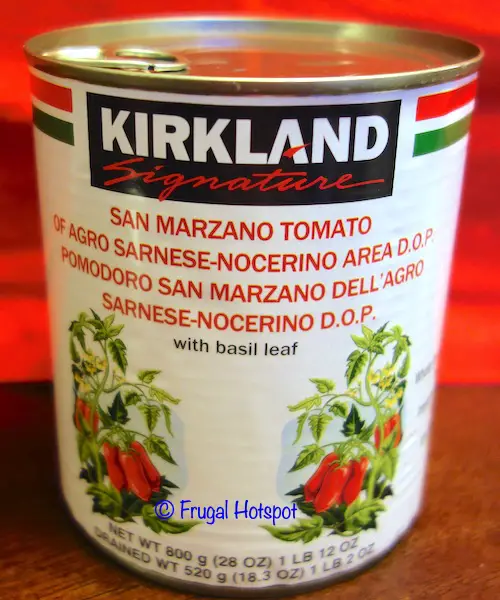 KIRKLAND
Signature
SAN MARZANO TOMATO
OF AGRO SARNESE-NOCERINO AREA D.O.P.
POMODORO SAN MARZANO DELL'AGRO
SARNESE-NOCERINO D.O.P.
with basil leaf
© Frugal Hotspot
NET WT 800 g (28 OZ) 1 LB 12 OZ
DRAINED WT 520 g (18.3 OZ) 1 LB 2 OZ